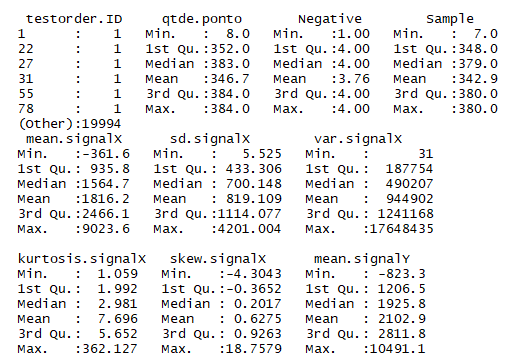 testorder.ID qtde.ponto Negative Sample
1 : 1 Min. : 8.0 Min. :1.00 Min. : 7.0
22 : 1 1st Qu.:352.0 1st Qu.:4.00 1st Qu.:348.0
27 : 1 Median :383.0 Median :4.00 Median :379.0
31 : 1 Mean :346.7 Mean :3.76 Mean :342.9
55 : 1 3rd Qu.:384.0 3rd Qu.:4.00 3rd Qu.:380.0
78 : 1 Max. :384.0 Max. :4.00 Max. :380.0
(Other):19994
mean.signalX sd.signalX var.signalX
Min. :-361.6 Min. : 5.525 Min. : 31
1st Qu.: 935.8 1st Qu.: 433.306 1st Qu.: 187754
Median :1564.7 Median : 700.148 Median : 490207
Mean :1816.2 Mean : 819.109 Mean : 944902
3rd Qu.:2466.1 3rd Qu.:1114.077 3rd Qu.: 1241168
Max. :9023.6 Max. :4201.004 Max. :17648435
kurtosis.signalX skew.signalX mean.signalY
Min. : 1.059 Min. :-4.3043 Min. : -823.3
1st Qu.: 1.992 1st Qu.:-0.3652 1st Qu.: 1206.5
Median : 2.981 Median : 0.2017 Median : 1925.8
Mean : 7.696 Mean : 0.6275 Mean : 2102.9
3rd Qu.: 5.652 3rd Qu.: 0.9263 3rd Qu.: 2811.8
Max. :362.127 Max. :18.7579 Max. :10491.1